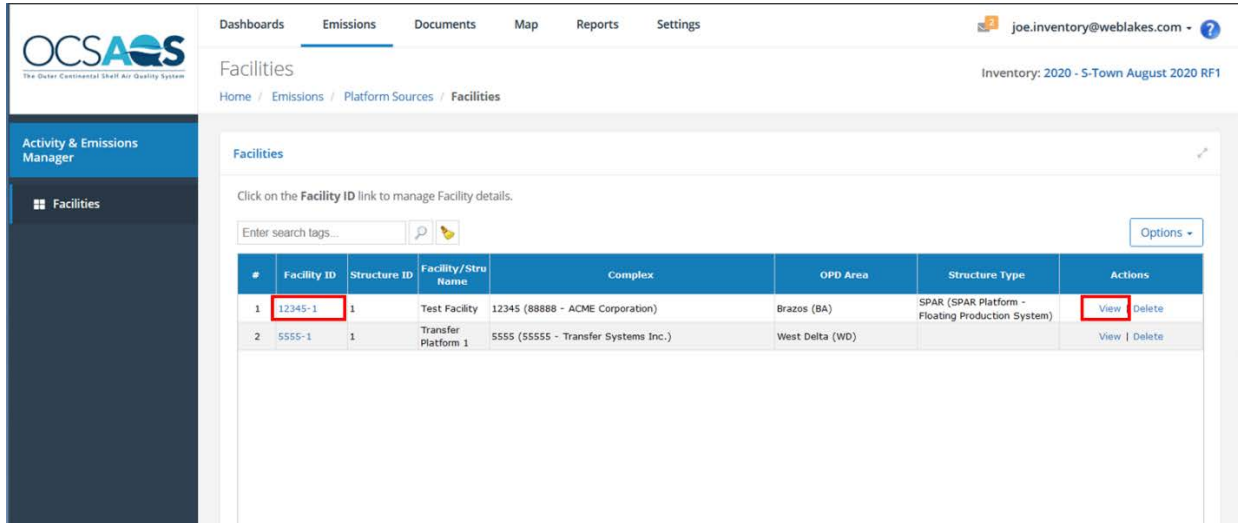 Dashboards Emissions Documents Map Reports Settings
2 joe.inventory@weblakes.com ?
OCSAQS
The Outer Continental Shelf Air Quality System
Facilities
Inventory: 2020 - S-Town August 2020 RF1
Home / Emissions / Platform Sources / Facilities
Activity & Emissions
Manager
Facilities
Facilities
Click on the Facility ID link to manage Facility details.
Enter search tags...
Options
# Facility ID Structure ID Facility/Stru Name Complex OPD Area Structure Type Actions
1 12345-1 1 Test Facility 12345 (88888 - ACME Corporation) Brazos (BA) SPAR (SPAR Platform - Floating Production System) View | Delete
2 5555-1 1 Transfer Platform 1 5555 (55555 - Transfer Systems Inc.) West Delta (WD) View | Delete